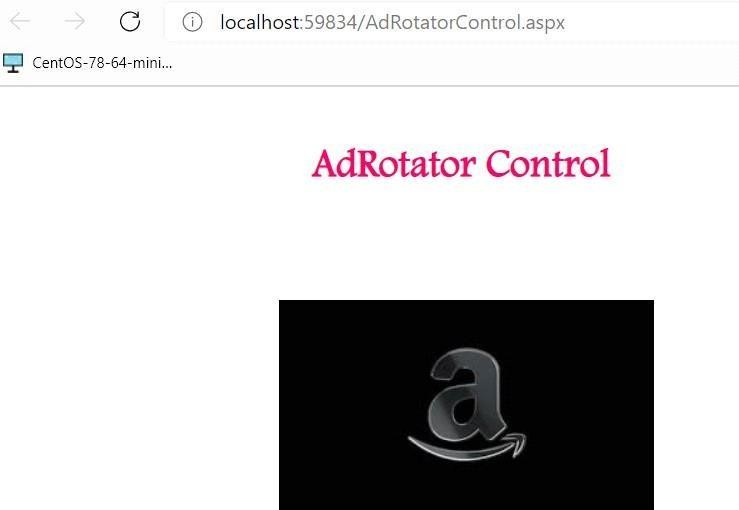 localhost:59834/AdRotatorControl.aspx
CentOS-78-64-mini...
AdRotator Control
a